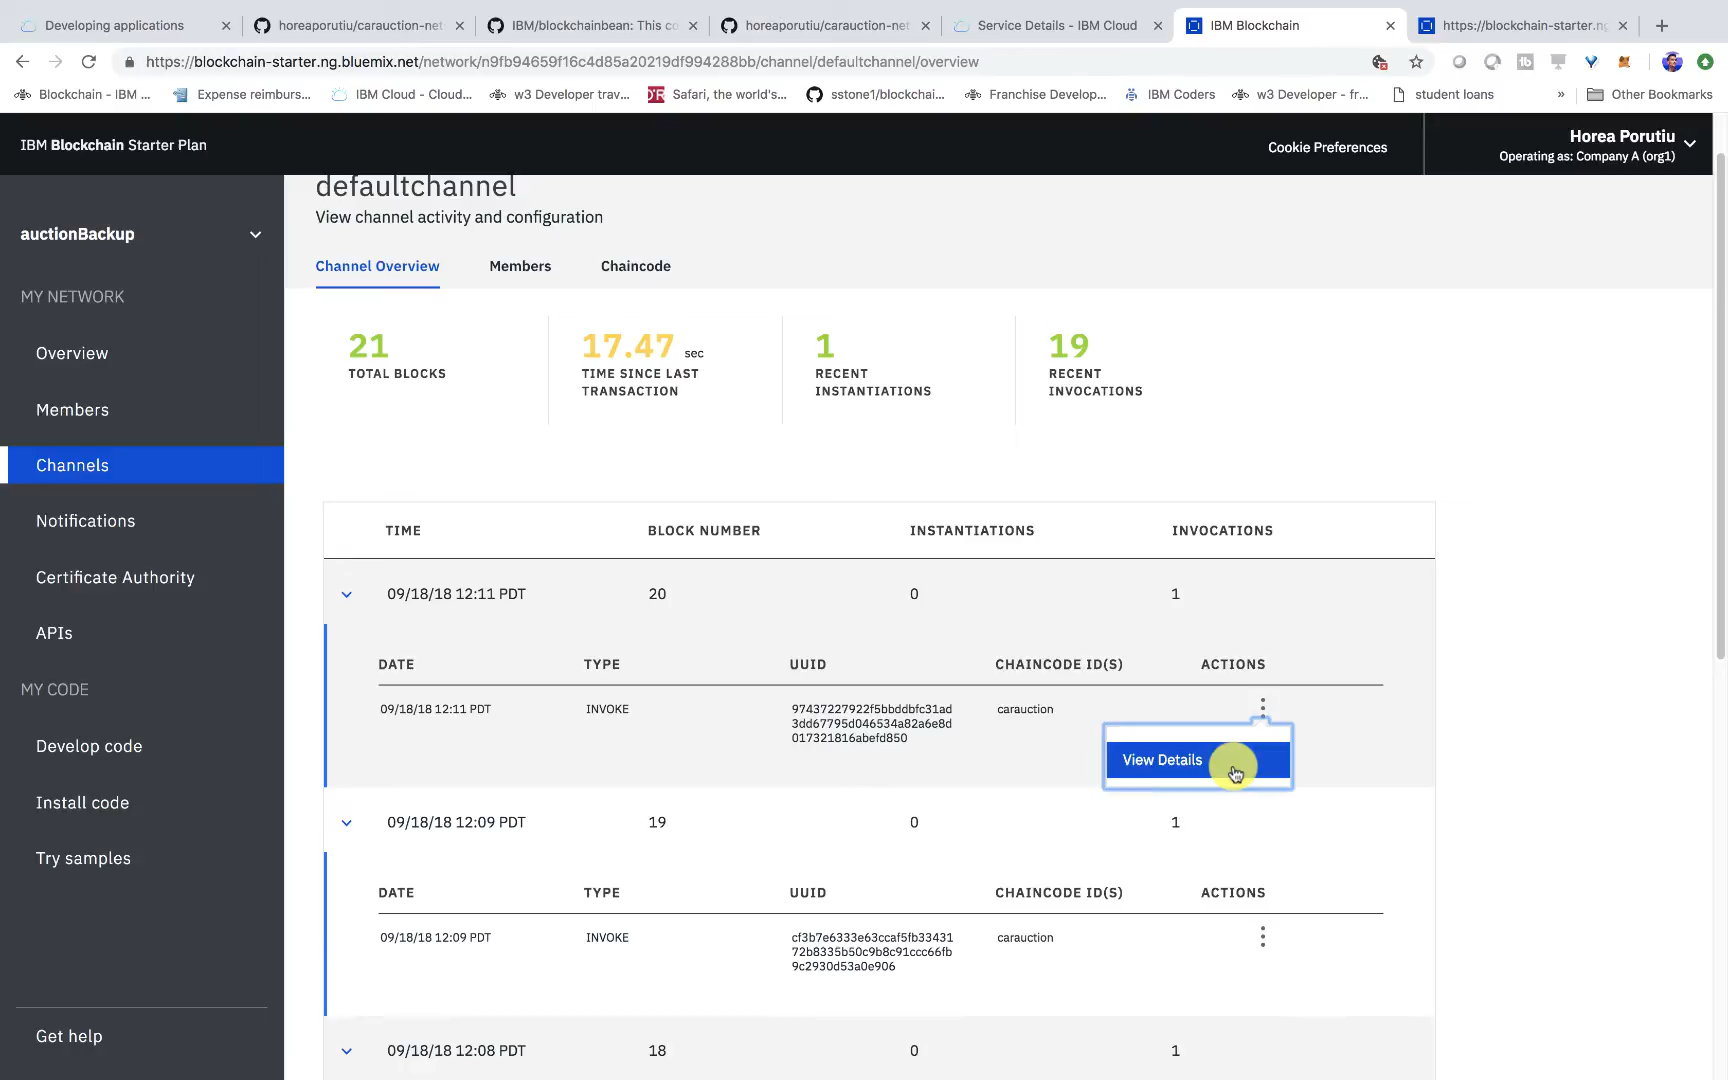 Developing applications
horeaporutiu/carauction-net
IBM/blockchainbean: This co
horeaporutiu/carauction-net
Service Details - IBM Cloud
IBM Blockchain
https://blockchain-starter.ng
https://blockchain-starter.ng.bluemix.net/network/n9fb94659f16c4d85a20219df994288bb/channel/defaultchannel/overview
Blockchain - IBM ...
Expense reimburs...
IBM Cloud - Cloud...
w3 Developer trav...
Safari, the world's...
sstone1/blockchai...
Franchise Develop...
IBM Coders
w3 Developer - fr...
student loans
»
Other Bookmarks
IBM Blockchain Starter Plan
Cookie Preferences
Horea Porutiu
Operating as: Company A (org1)
auctionBackup
MY NETWORK
Overview
Members
Channels
Notifications
Certificate Authority
APIs
MY CODE
Develop code
Install code
Try samples
Get help
defaultchannel
View channel activity and configuration
Channel Overview
Members
Chaincode
21
TOTAL BLOCKS
17.47 sec
TIME SINCE LAST
TRANSACTION
1
RECENT
INSTANTIATIONS
19
RECENT
INVOCATIONS
TIME BLOCK NUMBER INSTANTIATIONS INVOCATIONS
09/18/18 12:11 PDT 20 0 1
DATE TYPE UUID CHAINCODE ID(S) ACTIONS
09/18/18 12:11 PDT INVOKE 97437227922f5bbddbfc31ad carauction
3dd67795d046534a82a6e8d
017321816abefd850
View Details
09/18/18 12:09 PDT 19 0 1
DATE TYPE UUID CHAINCODE ID(S) ACTIONS
09/18/18 12:09 PDT INVOKE cf3b7e6333e63ccaf5fb33431 carauction
72b8335b50c9b8c91ccc66fb
9c2930d53a0e906
09/18/18 12:08 PDT 18 0 1